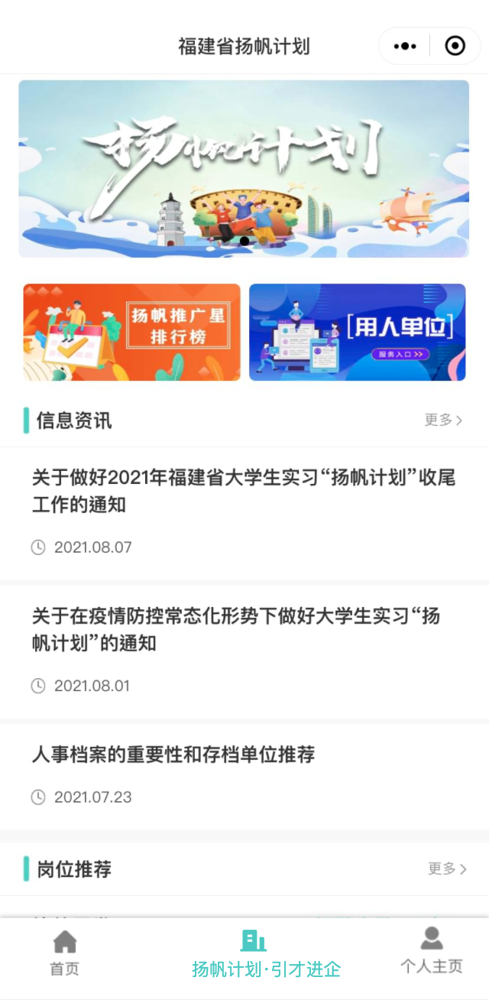 福建省扬帆计划
扬帆计划
扬帆推广星
排行榜
[用人单位]
服务入口 >>
信息资讯
更多 >
关于做好2021年福建省大学生实习“扬帆计划”收尾
工作的通知
2021.08.07
关于在疫情防控常态化形势下做好大学生实习“扬
帆计划”的通知
2021.08.01
人事档案的重要性和存档单位推荐
2021.07.23
岗位推荐
更多 >
首页
扬帆计划·引才进企
个人主页